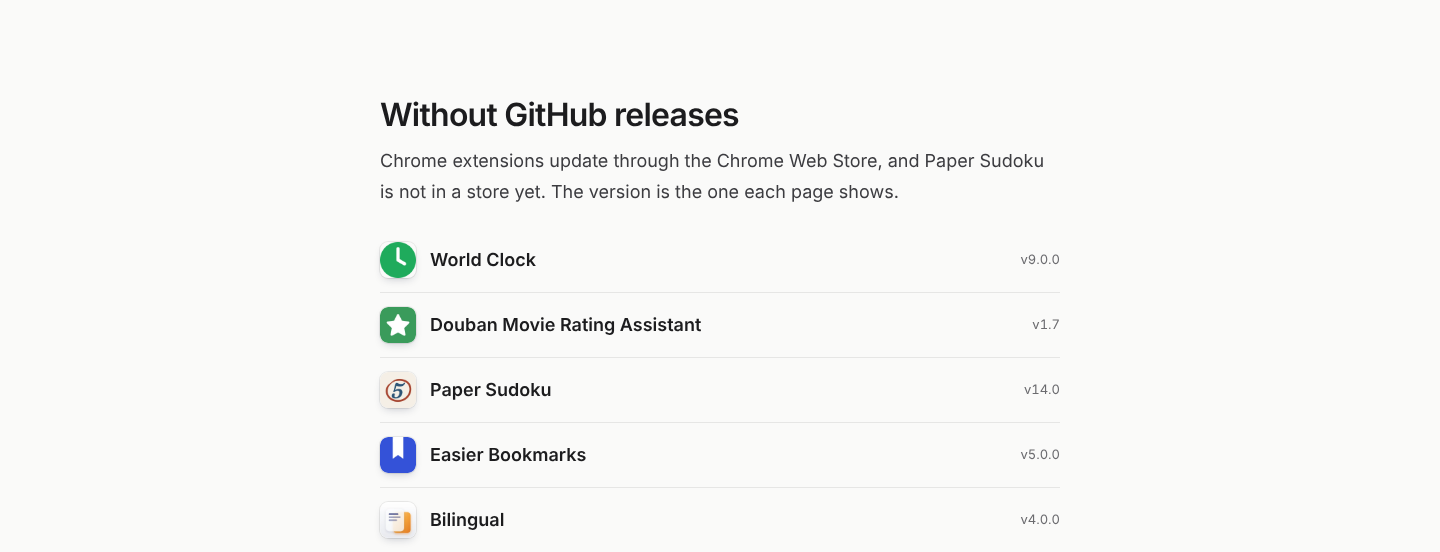 Without GitHub releases
Chrome extensions update through the Chrome Web Store, and Paper Sudoku
is not in a store yet. The version is the one each page shows.
World Clock v9.0.0
Douban Movie Rating Assistant v1.7
5
Paper Sudoku v14.0
Easier Bookmarks v5.0.0
Bilingual v4.0.0